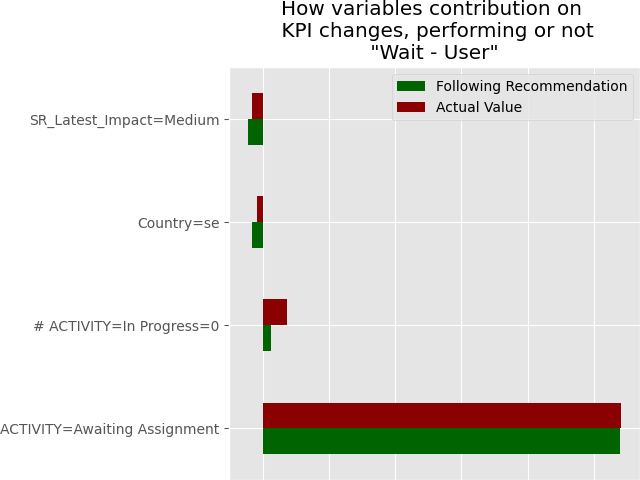 How variables contribution on
KPI changes, performing or not
"Wait - User"
Following Recommendation
Actual Value
SR_Latest_Impact=Medium
Country=se
# ACTIVITY=In Progress=0
ACTIVITY=Awaiting Assignment